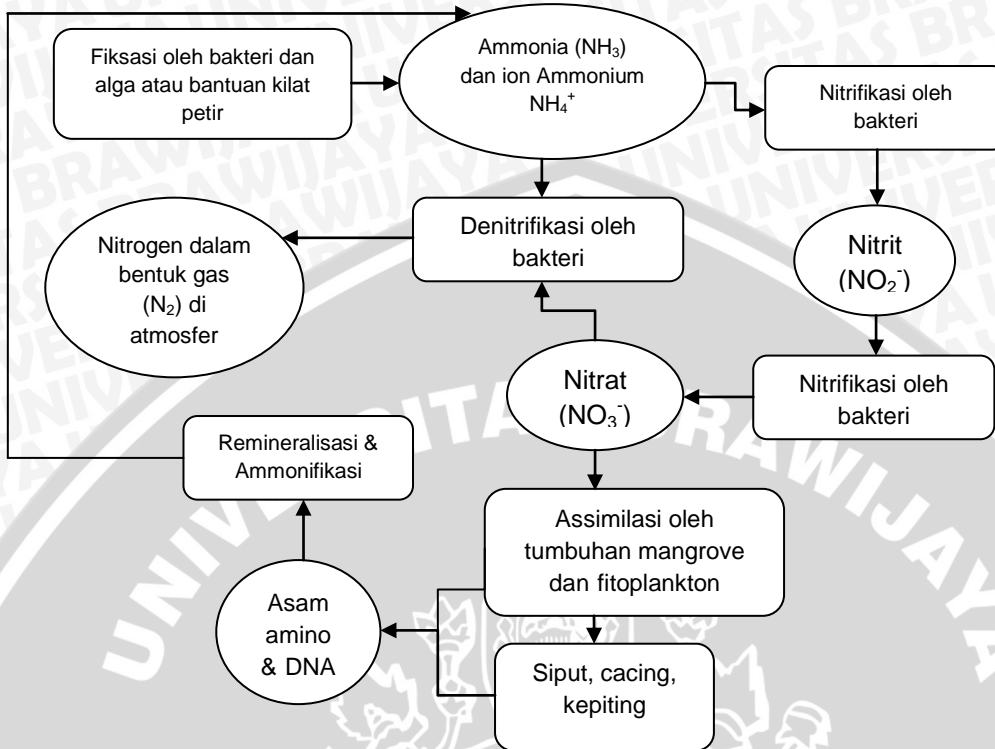 Fiksasi oleh bakteri dan
alga atau bantuan kilat
petir
Ammonia (NH₃)
dan ion Ammonium
NH₄⁺
Nitrifikasi oleh
bakteri
Nitrogen dalam
bentuk gas
(N₂) di
atmosfer
Denitrifikasi oleh
bakteri
Nitrit
(NO₂⁻)
Nitrat
(NO₃⁻)
Nitrifikasi oleh
bakteri
Remineralisasi &
Ammonifikasi
Assimilasi oleh
tumbuhan mangrove
dan fitoplankton
Asam
amino
& DNA
Siput, cacing,
kepiting